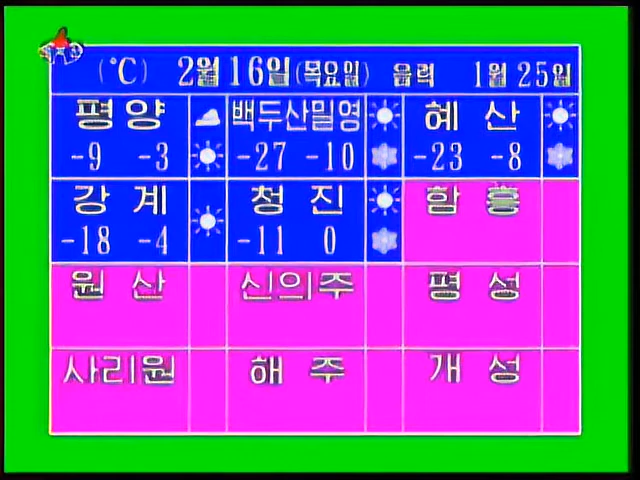 (℃) 2월 16일 (목요일) 음력 1월 25일
평양 백두산밀영 혜산
-9 -3 -27 -10 -23 -8
강계 청진 함흥
-18 -4 -11 0
원산 신의주 평성
사리원 해주 개성